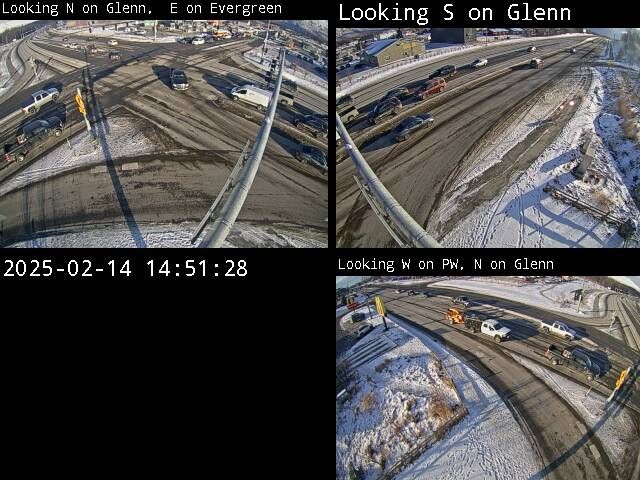 Looking N on Glenn,  E on Evergreen
Looking S on Glenn
2025-02-14 14:51:28
Looking W on PW, N on Glenn